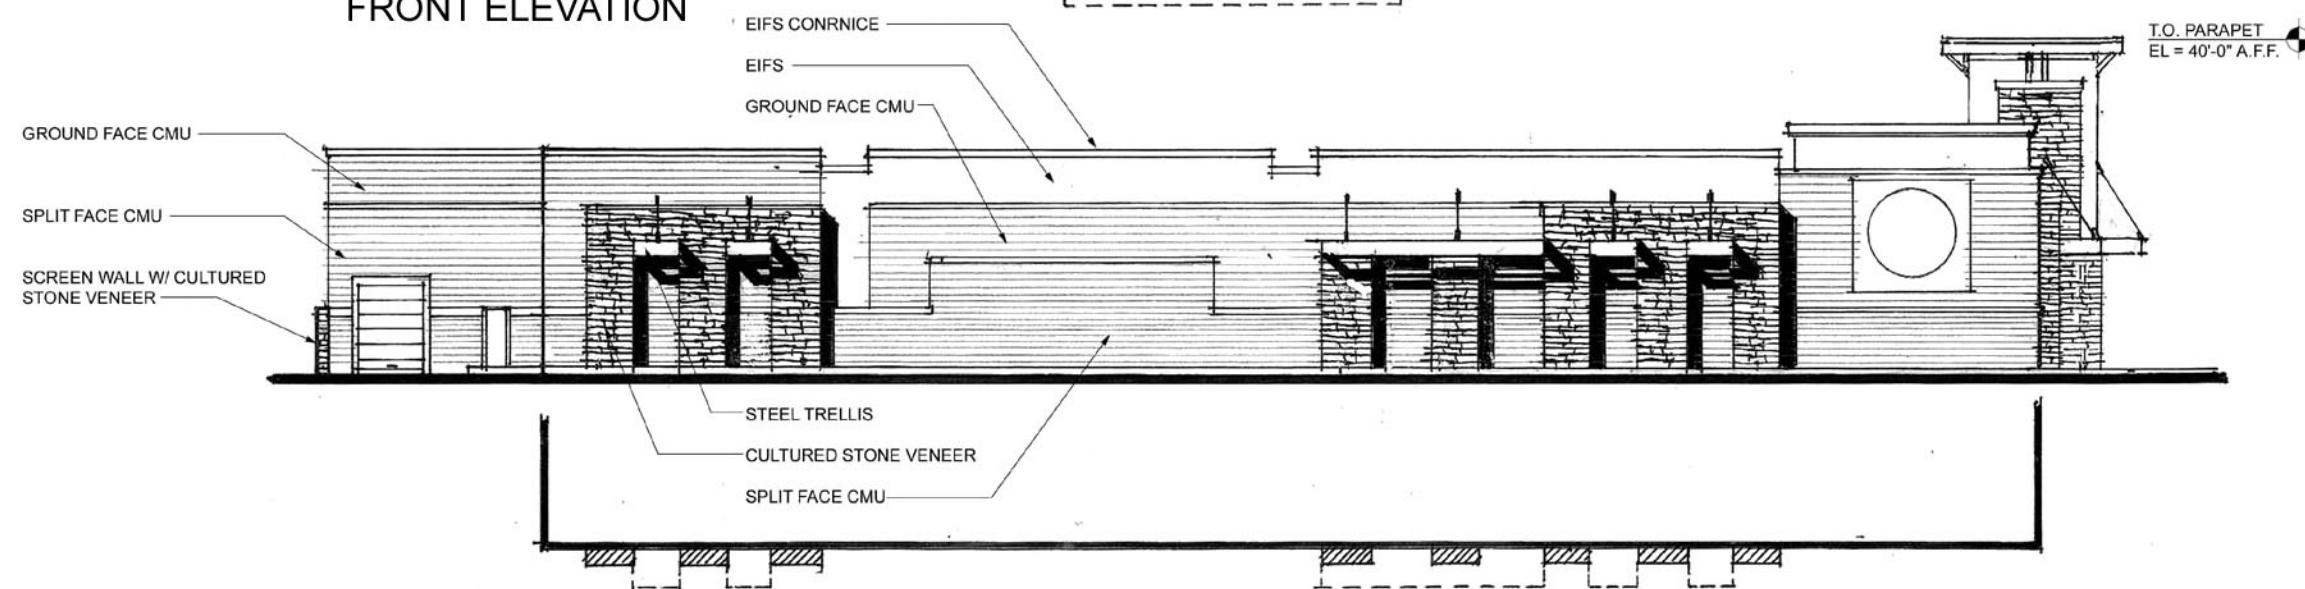 FRONT ELEVATION
EIFS CONRNICE
EIFS
GROUND FACE CMU
T.O. PARAPET
EL = 40'-0" A.F.F.
GROUND FACE CMU
SPLIT FACE CMU
SCREEN WALL W/ CULTURED
STONE VENEER
STEEL TRELLIS
CULTURED STONE VENEER
SPLIT FACE CMU